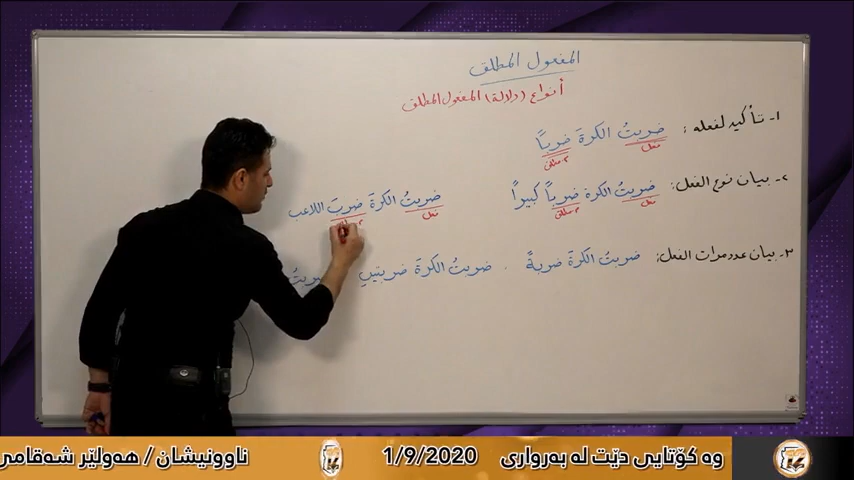 المفعول المطلق
أنواع (دلالة) المفعول المطلق
١- تأكيد لفعله: ضربتُ الكرةَ ضرباً
فعل م. مطلق
٢- بيان نوع الفعل: ضربتُ الكرة ضرباً كبيراً ضربتُ الكرةَ ضربَ اللاعب
فعل م. مطلق فعل
٣- بيان عدد مرات الفعل: ضربتُ الكرةَ ضربةً . ضربتُ الكرةَ ضربتينِ ضربتُ
وە کۆتایی دێت لە بەرواری 1/9/2020 ناوونیشان / هەولێر شەقامی